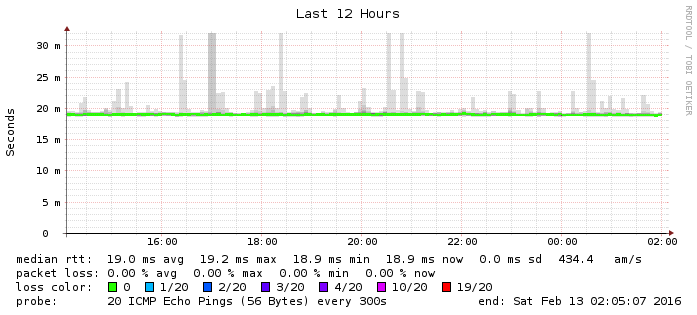 Last 12 Hours
RRDTOOL / TOBI OETIKER
Seconds
30 m
25 m
20 m
15 m
10 m
5 m
0
16:00 18:00 20:00 22:00 00:00 02:00
median rtt: 19.0 ms avg 19.2 ms max 18.9 ms min 18.9 ms now 0.0 ms sd 434.4 am/s
packet loss: 0.00 % avg 0.00 % max 0.00 % min 0.00 % now
loss color: 0 1/20 2/20 3/20 4/20 10/20 19/20
probe: 20 ICMP Echo Pings (56 Bytes) every 300s end: Sat Feb 13 02:05:07 2016